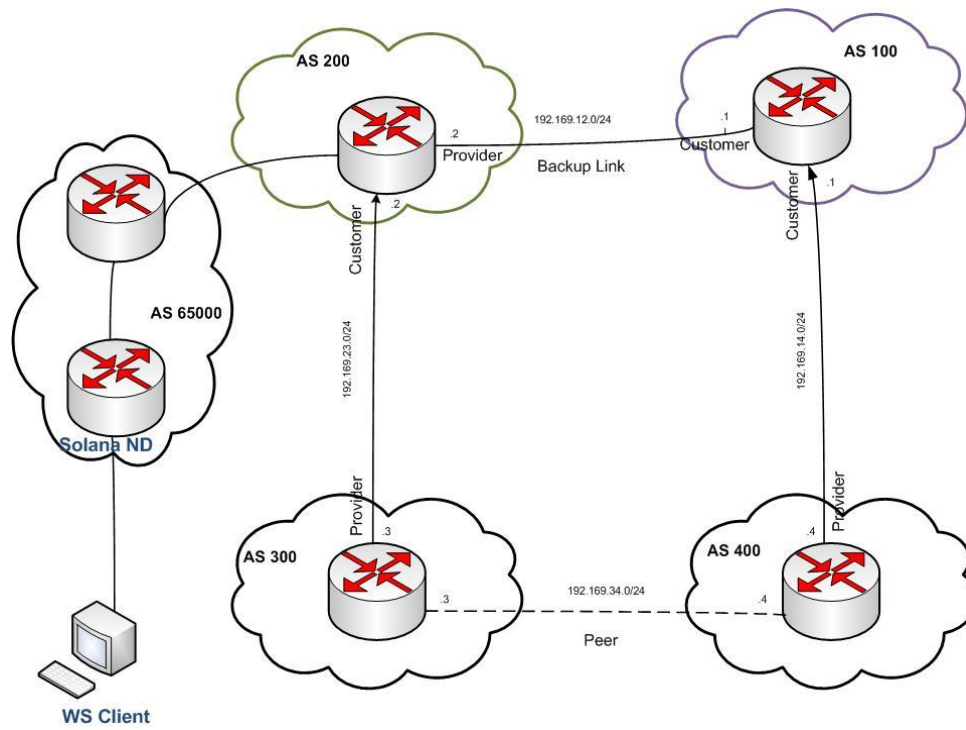 AS 200
AS 100
192.169.12.0/24
.2
.1
Provider
Customer
Backup Link
.2
.1
Customer
Customer
AS 65000
192.169.23.0/24
192.169.14.0/24
Solana ND
Provider
Provider
.3
.4
AS 300
AS 400
192.169.34.0/24
.3
.4
Peer
WS Client